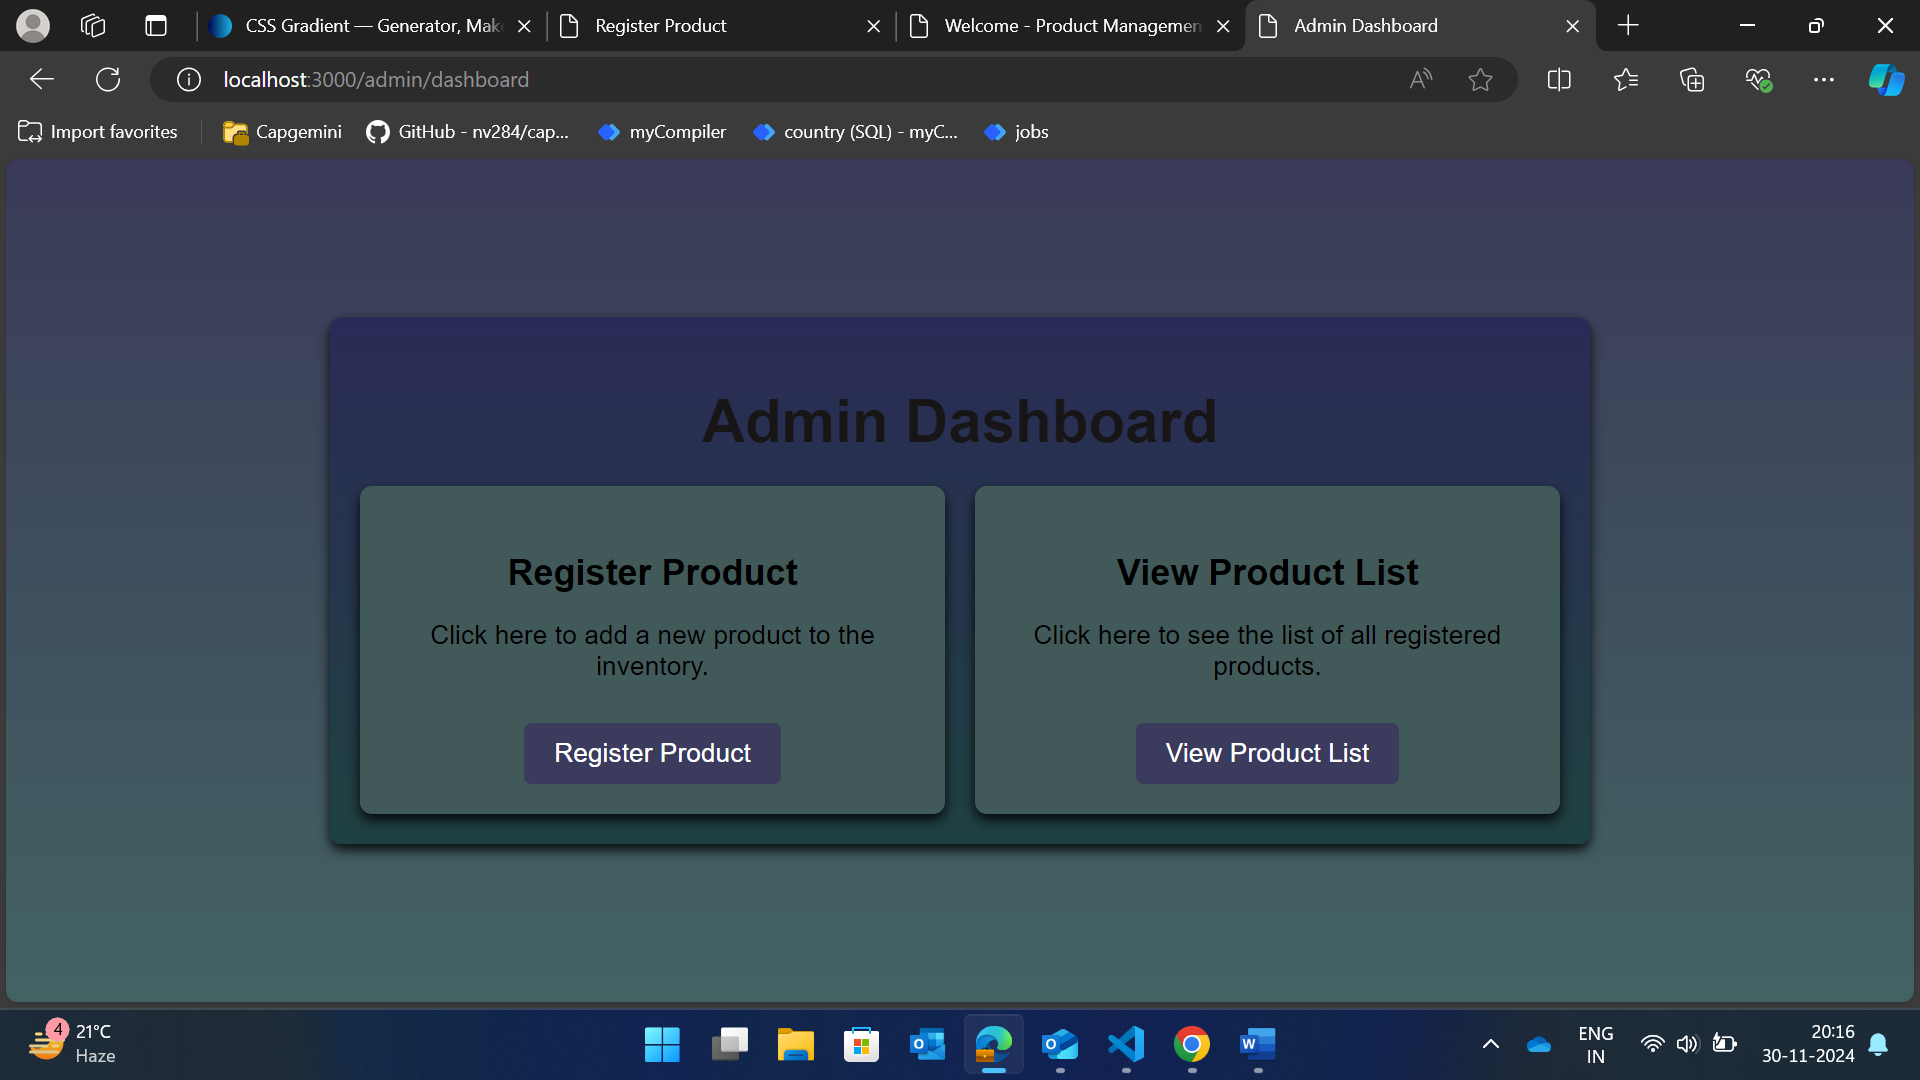 CSS Gradient — Generator, Mak
Register Product
Welcome - Product Managemen
Admin Dashboard
localhost:3000/admin/dashboard
Import favorites
Capgemini
GitHub - nv284/cap...
myCompiler
country (SQL) - myC...
jobs
Admin Dashboard
Register Product
Click here to add a new product to the
inventory.
Register Product
View Product List
Click here to see the list of all registered
products.
View Product List
4
21°C
Haze
ENG
IN
20:16
30-11-2024